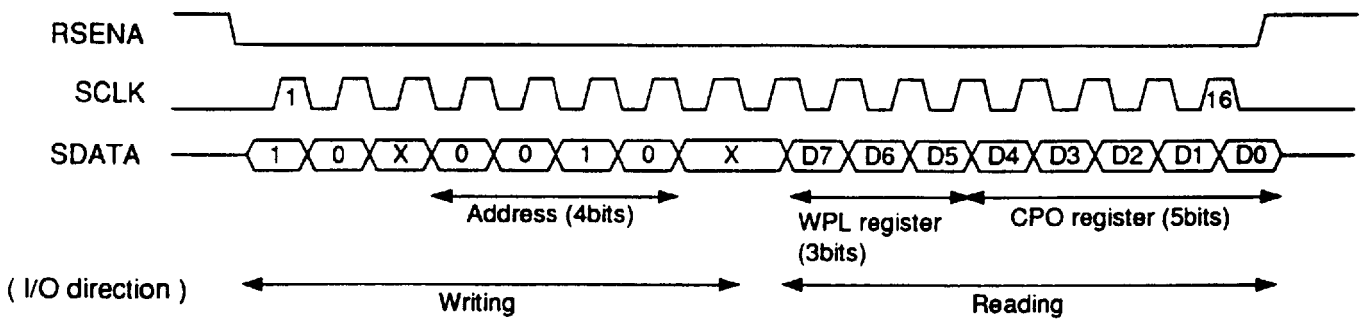 RSENA
SCLK 1 16
SDATA 1 0 X 0 0 1 0 X D7 D6 D5 D4 D3 D2 D1 D0
Address (4bits) WPL register (3bits) CPO register (5bits)
( I/O direction ) Writing Reading